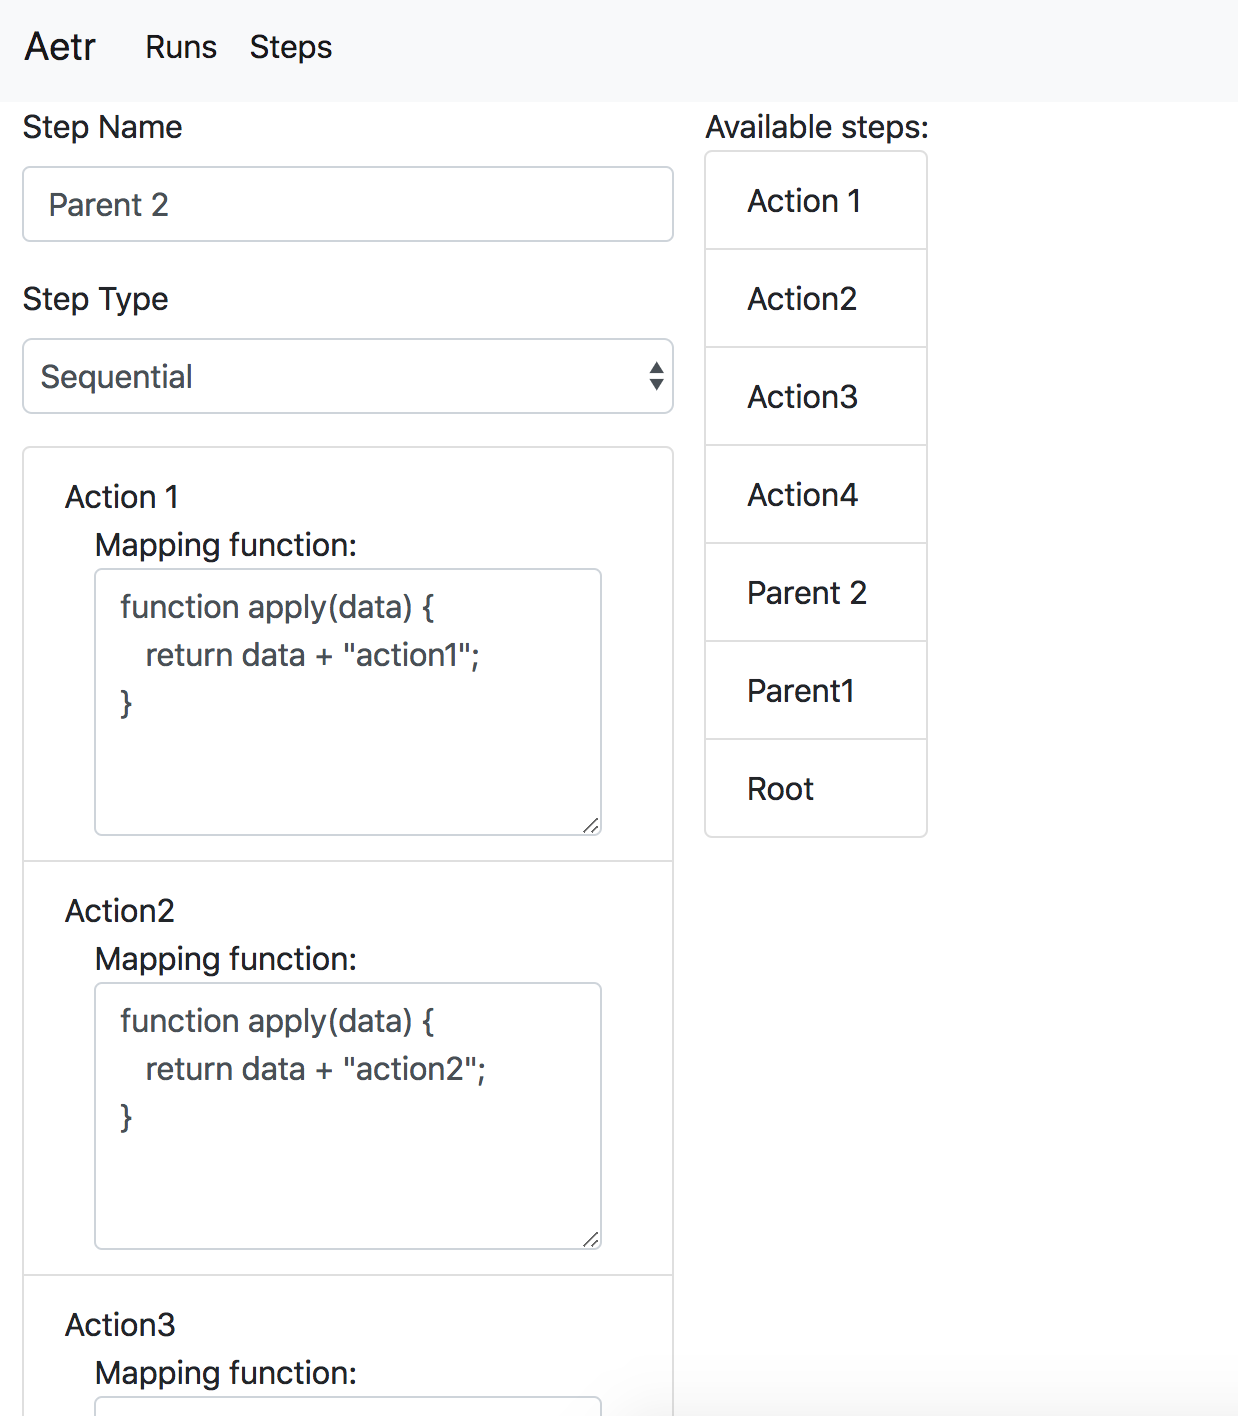 Aetr Runs Steps
Step Name
Parent 2
Step Type
Sequential
Action 1
Mapping function:
function apply(data) {
   return data + "action1";
}
Action2
Mapping function:
function apply(data) {
   return data + "action2";
}
Action3
Mapping function:
Available steps:
Action 1
Action2
Action3
Action4
Parent 2
Parent1
Root